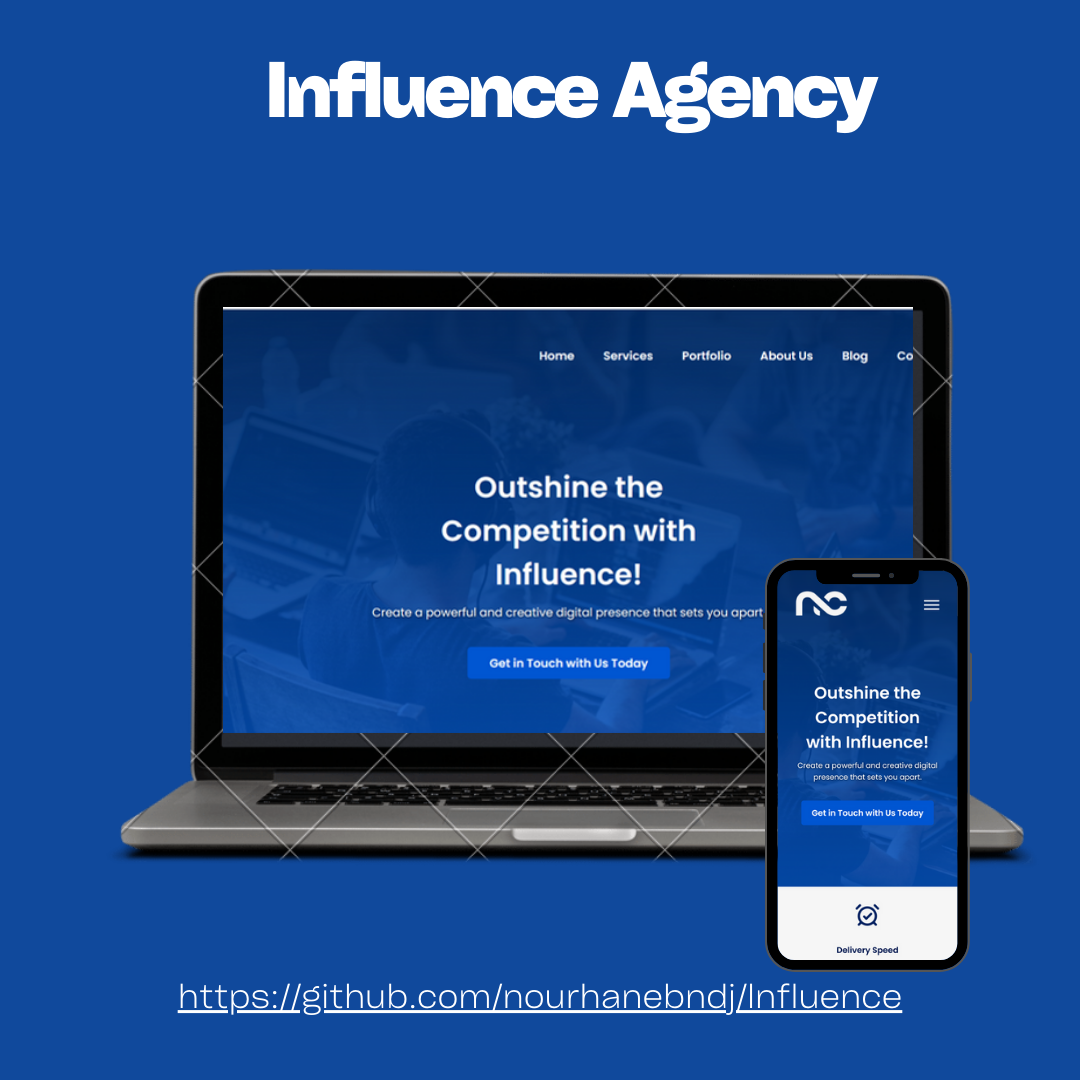 Influence Agency
Home Services Portfolio About Us Blog Co
Outshine the
Competition with
Influence!
Create a powerful and creative digital presence that sets you apart
Get in Touch with Us Today
Outshine the
Competition
with Influence!
Create a powerful and creative digital
presence that sets you apart.
Get in Touch with Us Today
Delivery Speed
https://github.com/nourhanebndj/Influence